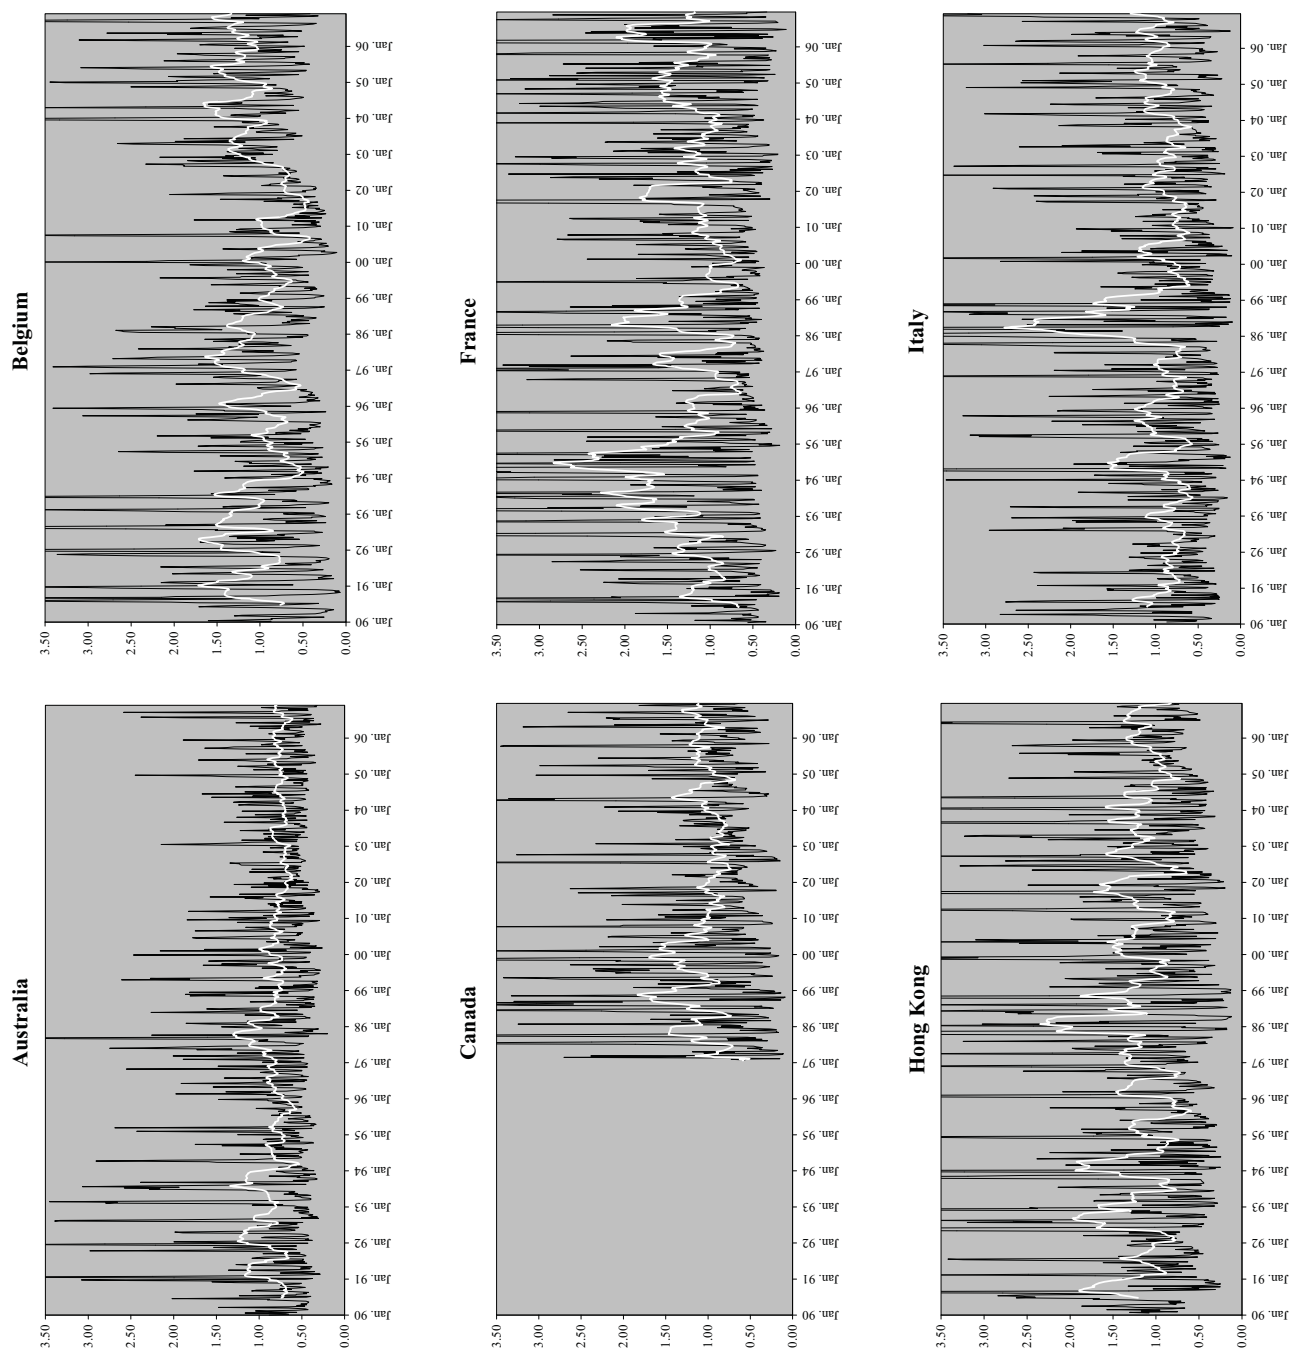 Australia
3.50
3.00
2.50
2.00
1.50
1.00
0.50
0.00
Jan. 90
Jan. 91
Jan. 92
Jan. 93
Jan. 94
Jan. 95
Jan. 96
Jan. 97
Jan. 98
Jan. 99
Jan. 00
Jan. 01
Jan. 02
Jan. 03
Jan. 04
Jan. 05
Jan. 06
Belgium
3.50
3.00
2.50
2.00
1.50
1.00
0.50
0.00
Jan. 90
Jan. 91
Jan. 92
Jan. 93
Jan. 94
Jan. 95
Jan. 96
Jan. 97
Jan. 98
Jan. 99
Jan. 00
Jan. 01
Jan. 02
Jan. 03
Jan. 04
Jan. 05
Jan. 06
Canada
3.50
3.00
2.50
2.00
1.50
1.00
0.50
0.00
Jan. 90
Jan. 91
Jan. 92
Jan. 93
Jan. 94
Jan. 95
Jan. 96
Jan. 97
Jan. 98
Jan. 99
Jan. 00
Jan. 01
Jan. 02
Jan. 03
Jan. 04
Jan. 05
Jan. 06
France
3.50
3.00
2.50
2.00
1.50
1.00
0.50
0.00
Jan. 90
Jan. 91
Jan. 92
Jan. 93
Jan. 94
Jan. 95
Jan. 96
Jan. 97
Jan. 98
Jan. 99
Jan. 00
Jan. 01
Jan. 02
Jan. 03
Jan. 04
Jan. 05
Jan. 06
Hong Kong
3.50
3.00
2.50
2.00
1.50
1.00
0.50
0.00
Jan. 90
Jan. 91
Jan. 92
Jan. 93
Jan. 94
Jan. 95
Jan. 96
Jan. 97
Jan. 98
Jan. 99
Jan. 00
Jan. 01
Jan. 02
Jan. 03
Jan. 04
Jan. 05
Jan. 06
Italy
3.50
3.00
2.50
2.00
1.50
1.00
0.50
0.00
Jan. 90
Jan. 91
Jan. 92
Jan. 93
Jan. 94
Jan. 95
Jan. 96
Jan. 97
Jan. 98
Jan. 99
Jan. 00
Jan. 01
Jan. 02
Jan. 03
Jan. 04
Jan. 05
Jan. 06